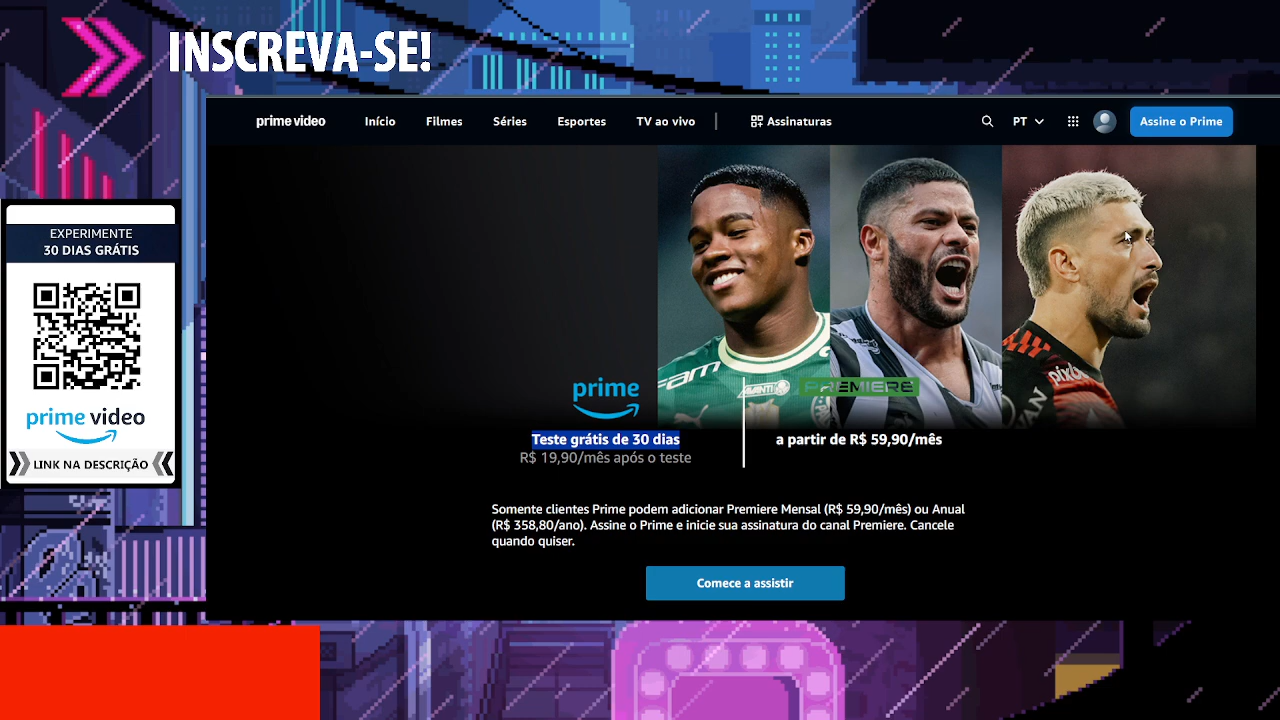 INSCREVA-SE!
prime video
Início
Filmes
Séries
Esportes
TV ao vivo
Assinaturas
PT
Assine o Prime
EXPERIMENTE
30 DIAS GRÁTIS
prime video
LINK NA DESCRIÇÃO
AVANTI
pixbet
prime
PREMIERE
Teste grátis de 30 dias
a partir de R$ 59,90/mês
R$ 19,90/mês após o teste
Somente clientes Prime podem adicionar Premiere Mensal (R$ 59,90/mês) ou Anual
(R$ 358,80/ano). Assine o Prime e inicie sua assinatura do canal Premiere. Cancele
quando quiser.
Comece a assistir